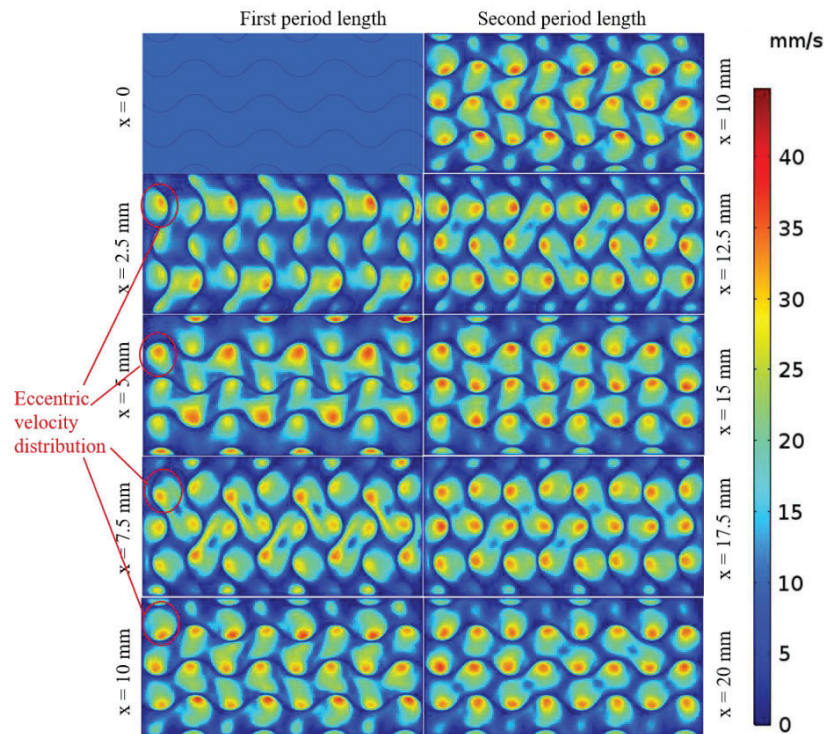 First period length
Second period length
mm/s
x = 0
x = 10 mm
x = 2.5 mm
x = 12.5 mm
x = 5 mm
x = 15 mm
x = 7.5 mm
x = 17.5 mm
x = 10 mm
x = 20 mm
Eccentric
velocity
distribution
40
35
30
25
20
15
10
5
0